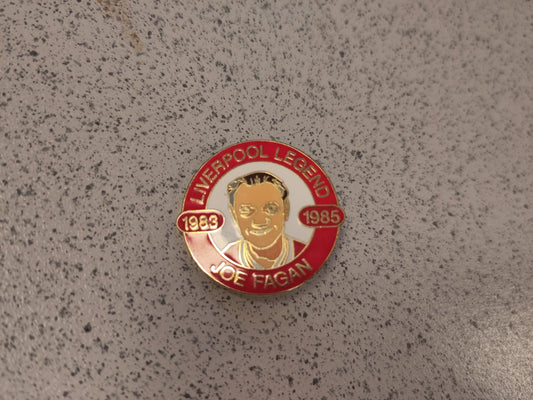 LIVERPOOL LEGEND
1983
1985
JOE FAGAN